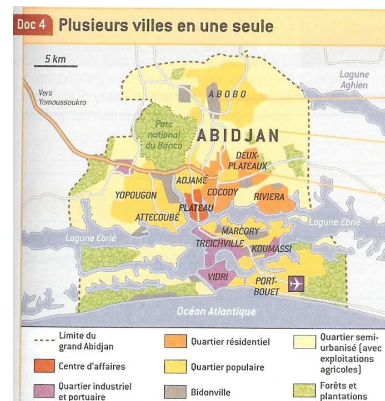 Doc 4 Plusieurs villes en une seule
5 km
Vers
Yamoussoukro
Lagune
Aghien
ABOBO
Parc
national
du Banco
ABIDJAN
DEUX-
PLATEAUX
ADJAMÉ
COCODY
YOPOUGON
RIVIERA
PLATEAU
ATTECOUBÉ
MARCORY
Lagune Ebrié
Lagune Ebrié
TREICHVILLE
KOUMASSI
VIDRI
PORT-
BOUET
Océan Atlantique
Limite du
grand Abidjan
Centre d'affaires
Quartier industriel
et portuaire
Quartier résidentiel
Quartier populaire
Bidonville
Quartier semi-
urbanisé (avec
exploitations
agricoles)
Forêts et
plantations